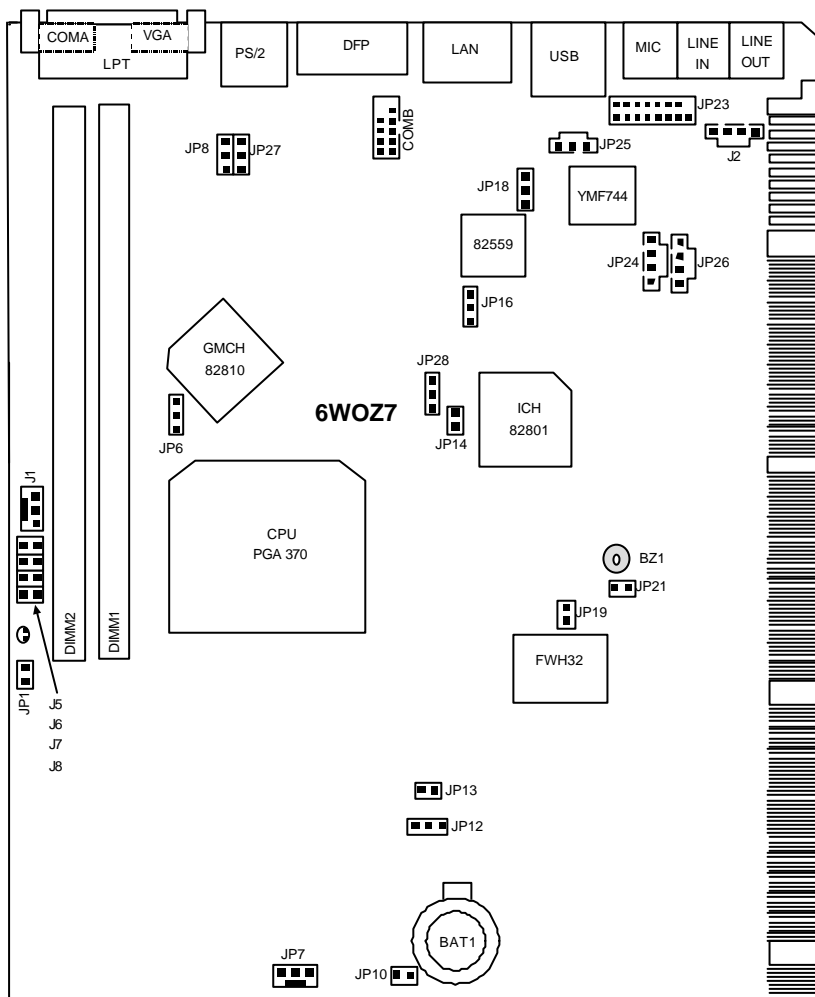 COMA
VGA
LPT
PS/2
DFP
LAN
USB
MIC
LINE
IN
LINE
OUT
JP23
COMB
J2
JP8
JP27
JP25
JP18
YMF744
82559
JP24
JP26
JP16
GMCH
82810
JP28
6WOZ7
ICH
82801
JP14
JP6
J1
CPU
PGA 370
BZ1
JP21
JP19
DIMM2
DIMM1
FWH32
JP1
J5
J6
J7
J8
JP13
JP12
BAT1
JP7
JP10